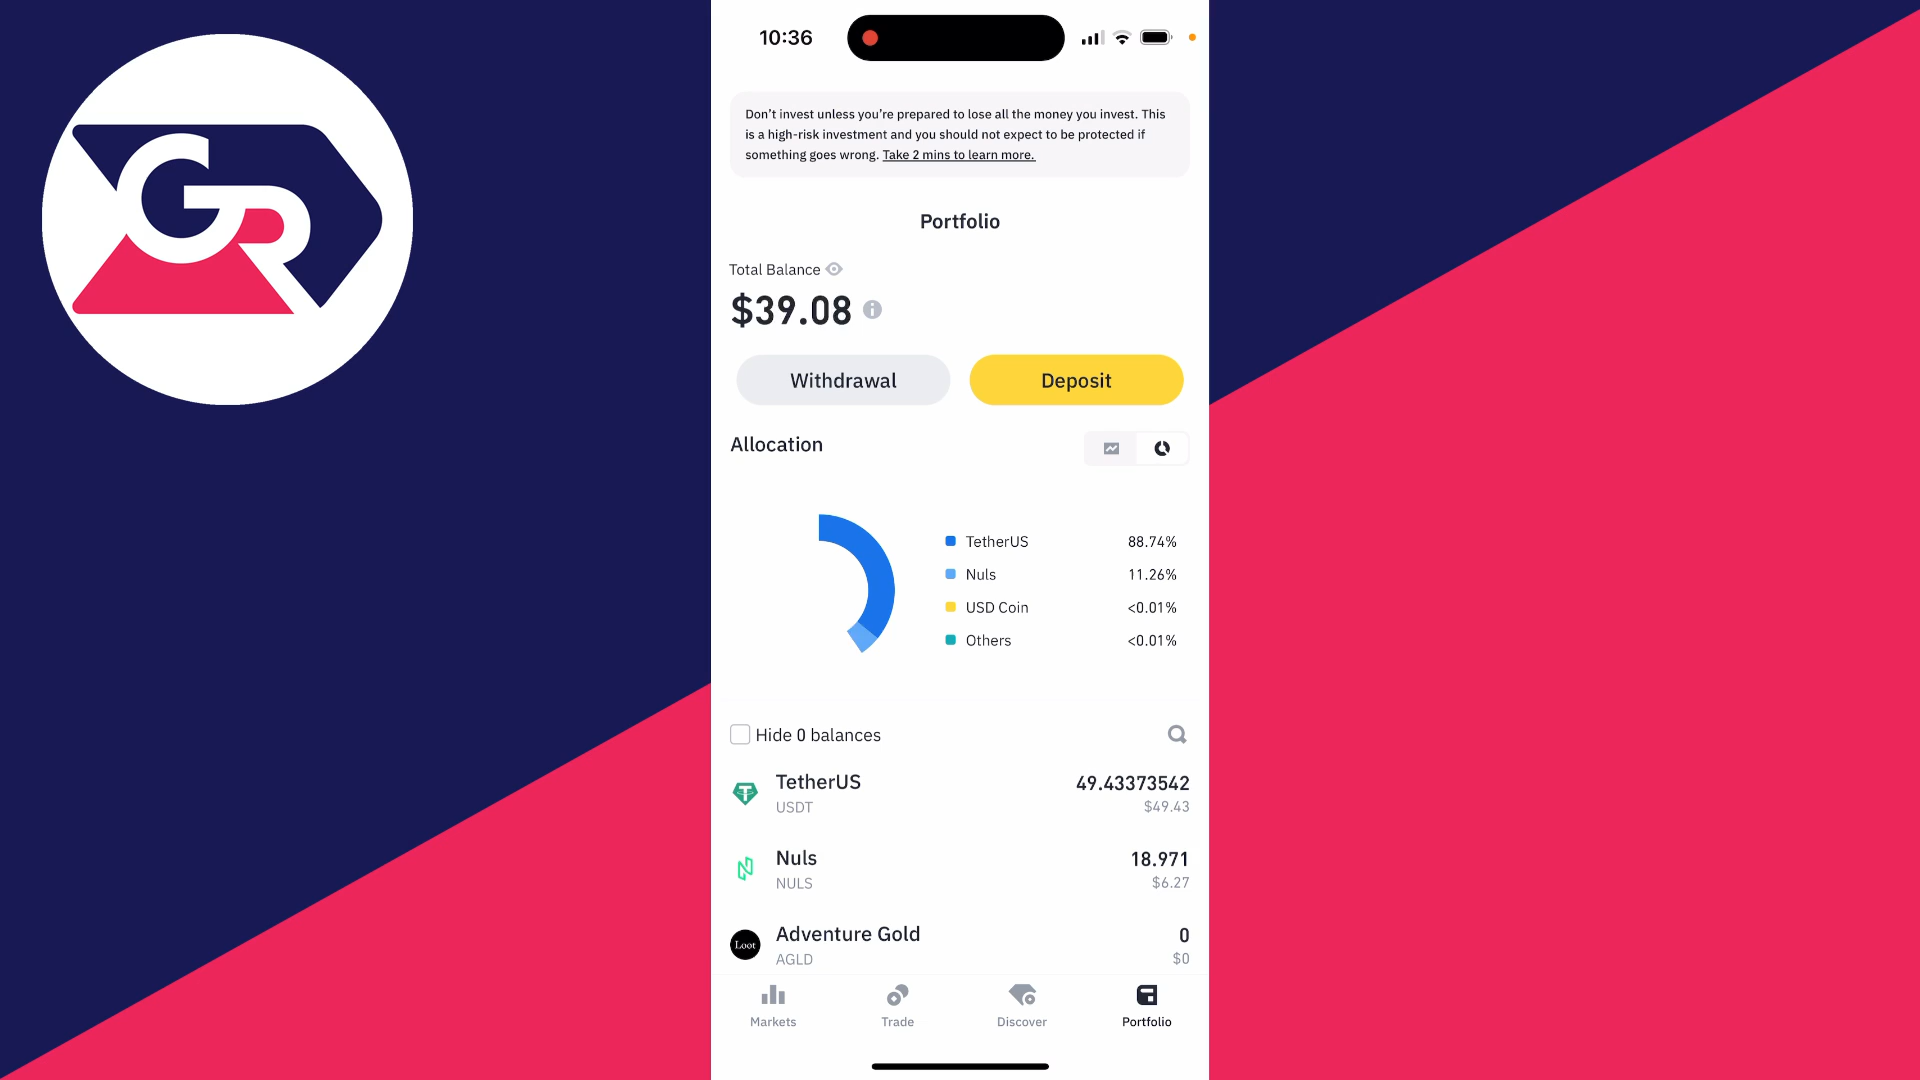 GR
10:36
Don't invest unless you're prepared to lose all the money you invest. This
is a high-risk investment and you should not expect to be protected if
something goes wrong. Take 2 mins to learn more.
Portfolio
Total Balance
$39.08
Withdrawal Deposit
Allocation
TetherUS 88.74%
Nuls 11.26%
USD Coin <0.01%
Others <0.01%
Hide 0 balances
TetherUS 49.43373542
USDT $49.43
Nuls 18.971
NULS $6.27
Loot
Adventure Gold 0
AGLD $0
Markets Trade Discover Portfolio